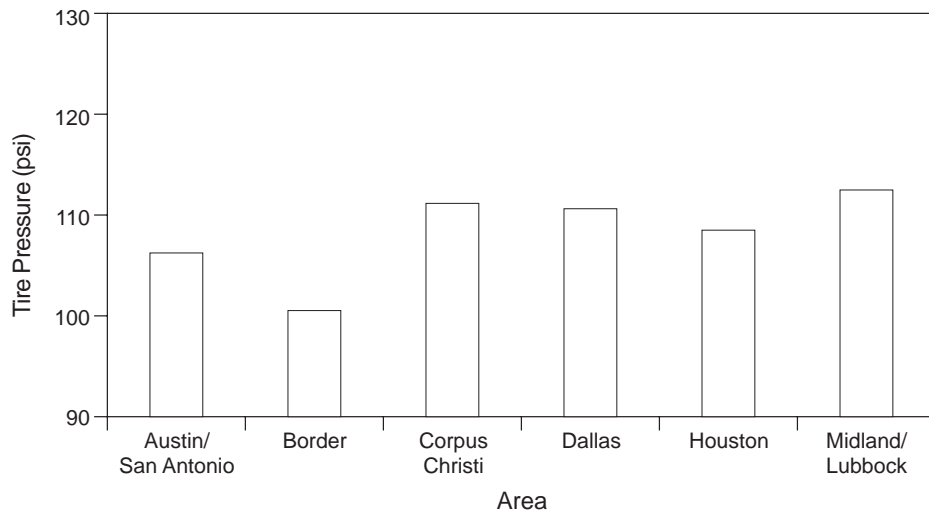 130
120
110
100
90
Tire Pressure (psi)
Austin/
San Antonio
Border
Corpus
Christi
Dallas
Houston
Midland/
Lubbock
Area